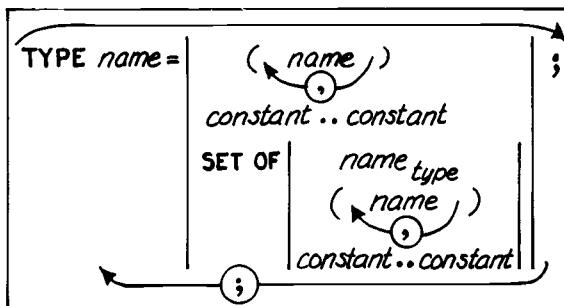 TYPE name = ( name ) ;
,
constant .. constant
SET OF name type
( name )
,
constant .. constant
;